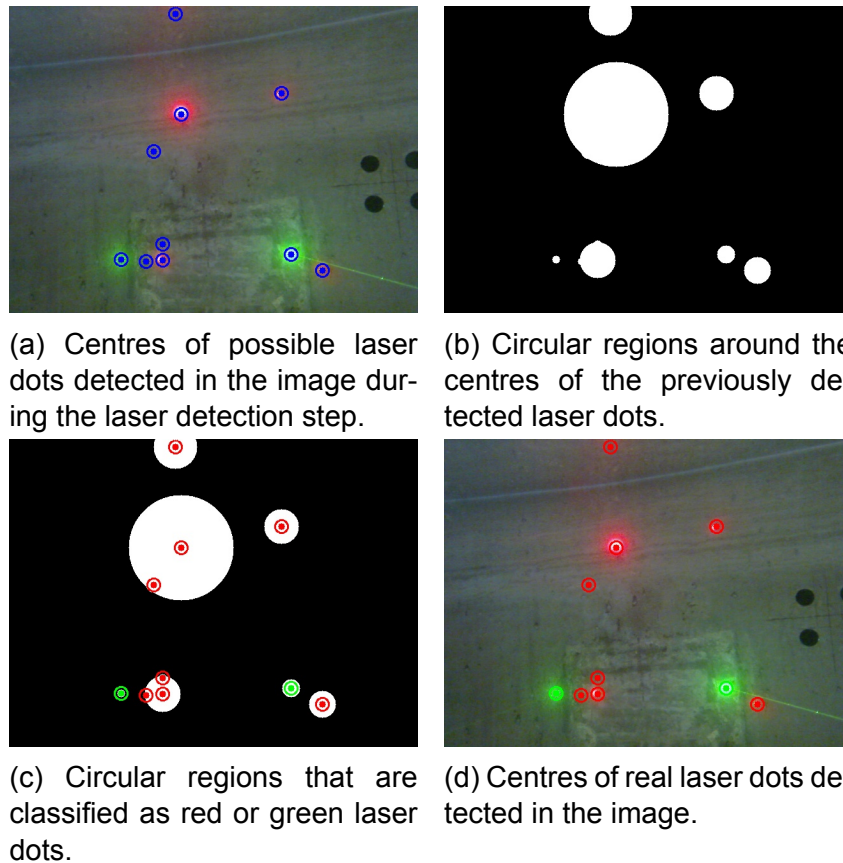 (a) Centres of possible laser
dots detected in the image dur-
ing the laser detection step.
(b) Circular regions around the
centres of the previously de-
tected laser dots.
(c) Circular regions that are
classified as red or green laser
dots.
(d) Centres of real laser dots de-
tected in the image.